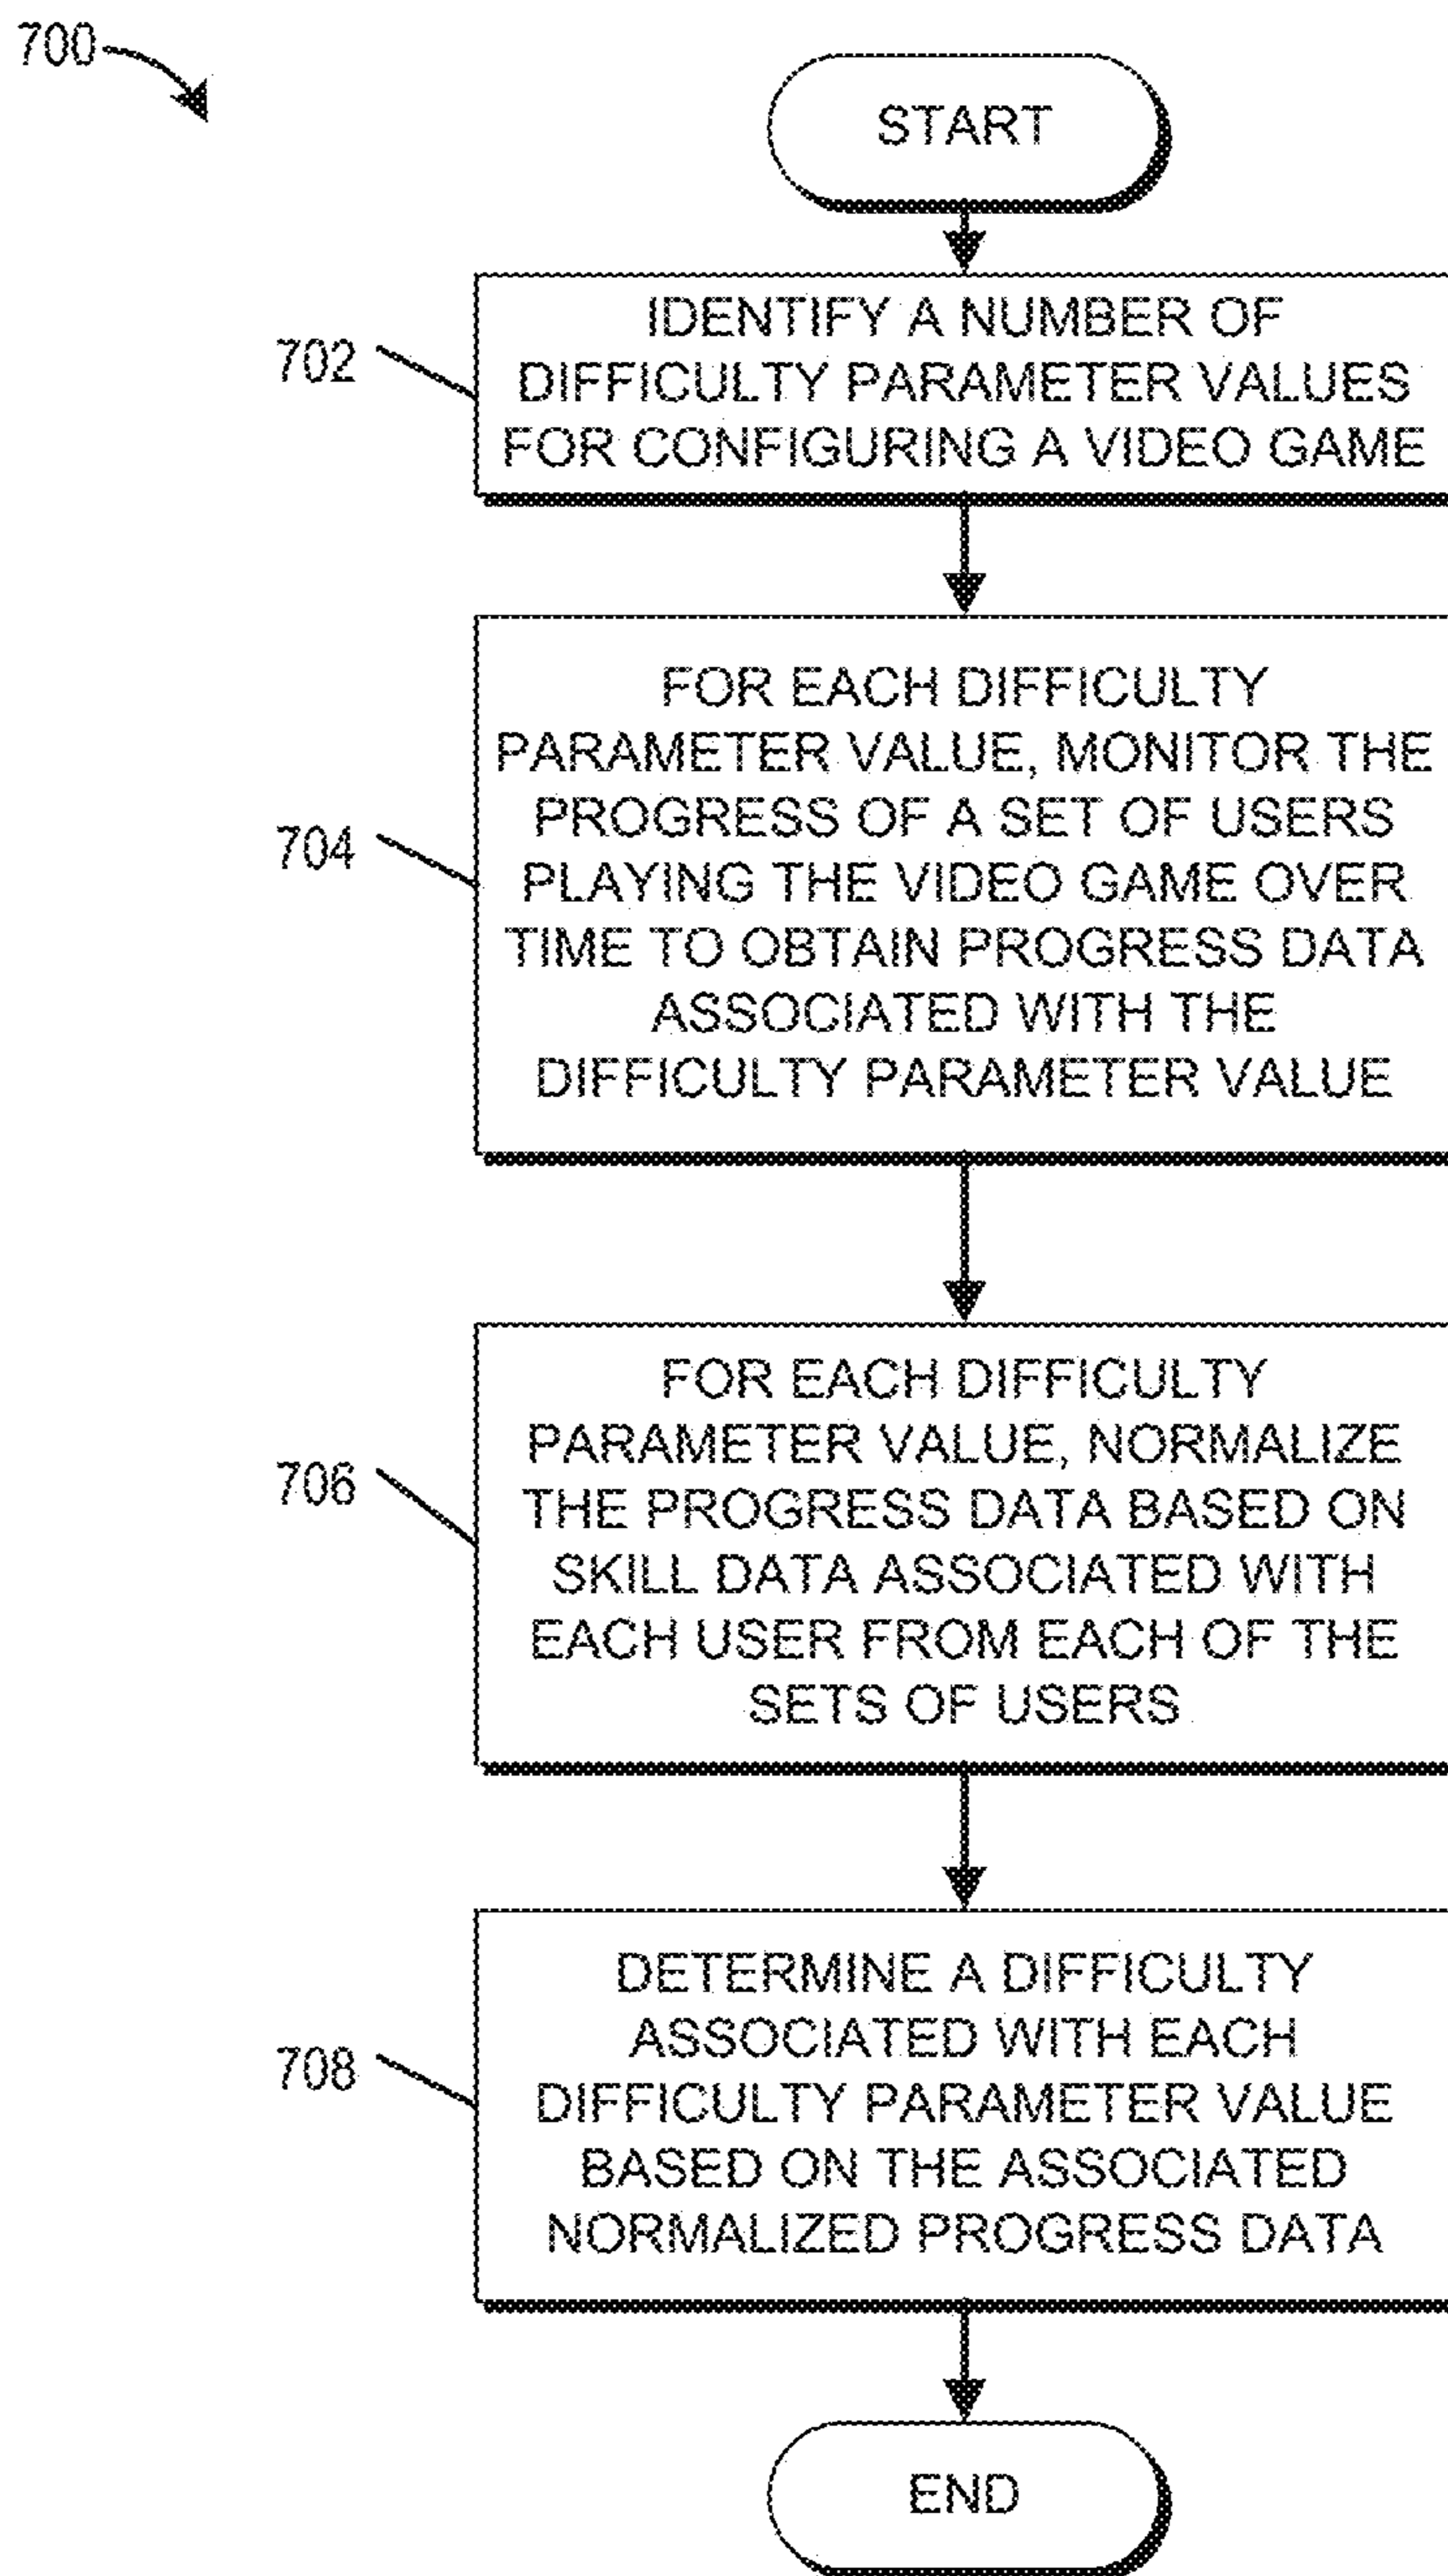 700
START
702
IDENTIFY A NUMBER OF
DIFFICULTY PARAMETER VALUES
FOR CONFIGURING A VIDEO GAME
704
FOR EACH DIFFICULTY
PARAMETER VALUE, MONITOR THE
PROGRESS OF A SET OF USERS
PLAYING THE VIDEO GAME OVER
TIME TO OBTAIN PROGRESS DATA
ASSOCIATED WITH THE
DIFFICULTY PARAMETER VALUE
706
FOR EACH DIFFICULTY
PARAMETER VALUE, NORMALIZE
THE PROGRESS DATA BASED ON
SKILL DATA ASSOCIATED WITH
EACH USER FROM EACH OF THE
SETS OF USERS
708
DETERMINE A DIFFICULTY
ASSOCIATED WITH EACH
DIFFICULTY PARAMETER VALUE
BASED ON THE ASSOCIATED
NORMALIZED PROGRESS DATA
END